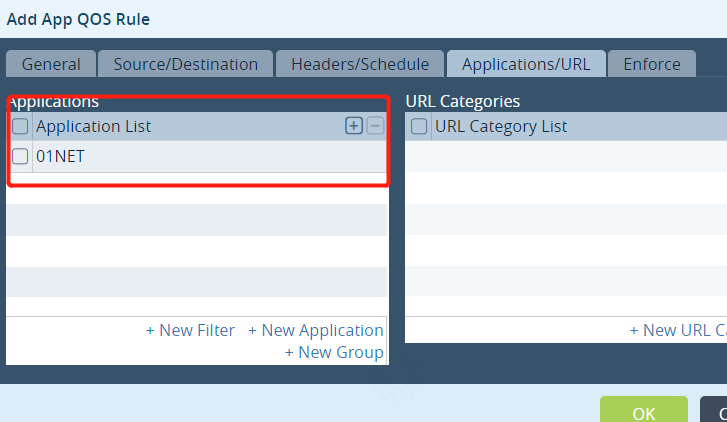 Add App QOS Rule
General Source/Destination Headers/Schedule Applications/URL Enforce
Applications URL Categories
Application List URL Category List
01NET
+ New Filter + New Application + New URL Ca
+ New Group
OK C